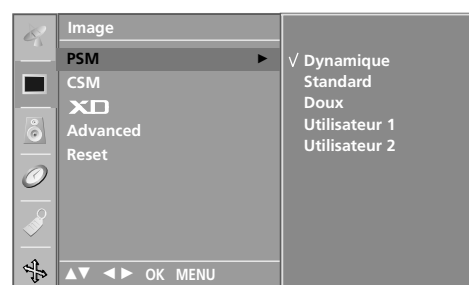 Image
PSM ►
CSM
XD
Advanced
Reset
▲▼ ◄► OK MENU
√ Dynamique
Standard
Doux
Utilisateur 1
Utilisateur 2